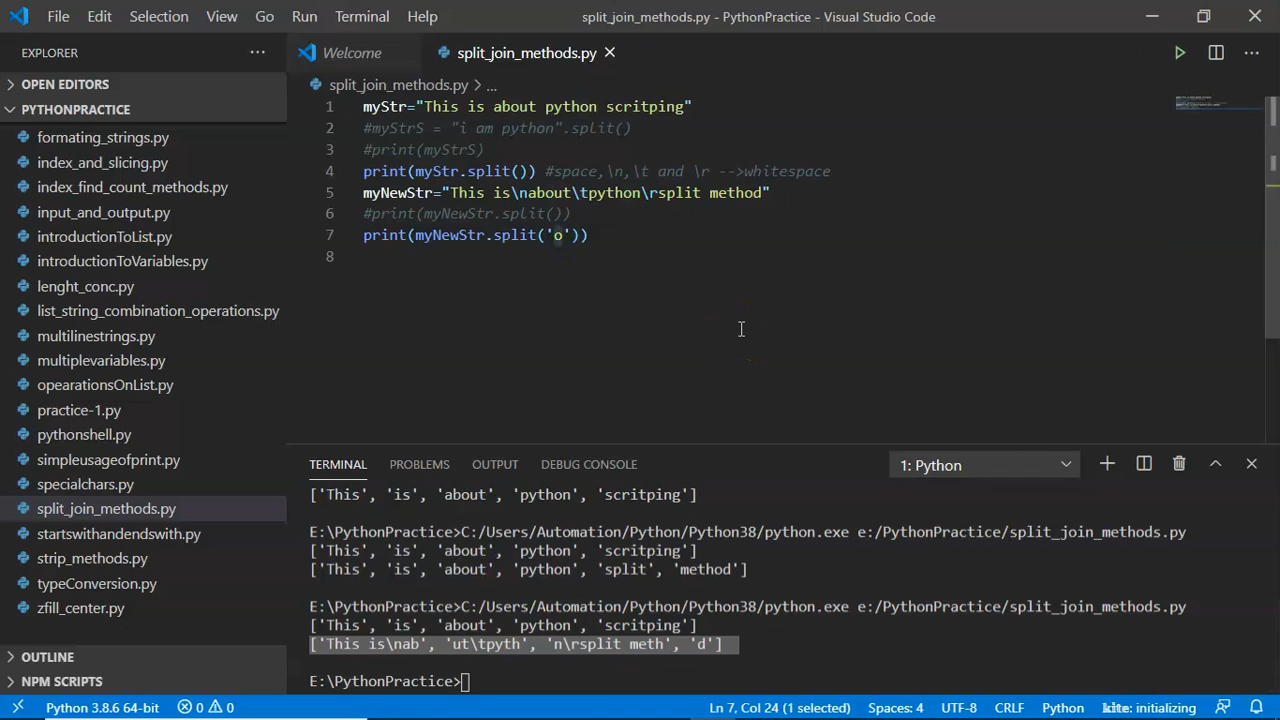 File Edit Selection View Go Run Terminal Help split_join_methods.py - PythonPractice - Visual Studio Code
EXPLORER
OPEN EDITORS
PYTHONPRACTICE
formating_strings.py
index_and_slicing.py
index_find_count_methods.py
input_and_output.py
introductionToList.py
introductionToVariables.py
lenght_conc.py
list_string_combination_operations.py
multilinestrings.py
multiplevariables.py
opearationsOnList.py
practice-1.py
pythonshell.py
simpleusageofprint.py
specialchars.py
split_join_methods.py
startswithandendswith.py
strip_methods.py
typeConversion.py
zfill_center.py
OUTLINE
NPM SCRIPTS
Welcome split_join_methods.py
split_join_methods.py > ...
1 myStr="This is about python scritping"
2 #myStrS = "i am python".split()
3 #print(myStrS)
4 print(myStr.split()) #space,\n,\t and \r -->whitespace
5 myNewStr="This is\nabout\tpython\rsplit method"
6 #print(myNewStr.split())
7 print(myNewStr.split('o'))
8
TERMINAL PROBLEMS OUTPUT DEBUG CONSOLE 1: Python
['This', 'is', 'about', 'python', 'scritping']
E:\PythonPractice>C:/Users/Automation/Python/Python38/python.exe e:/PythonPractice/split_join_methods.py
['This', 'is', 'about', 'python', 'scritping']
['This', 'is', 'about', 'python', 'split', 'method']
E:\PythonPractice>C:/Users/Automation/Python/Python38/python.exe e:/PythonPractice/split_join_methods.py
['This', 'is', 'about', 'python', 'scritping']
['This is\nab', 'ut\tpyth', 'n\rsplit meth', 'd']
E:\PythonPractice>
Python 3.8.6 64-bit 0 0 Ln 7, Col 24 (1 selected) Spaces: 4 UTF-8 CRLF Python kite: initializing